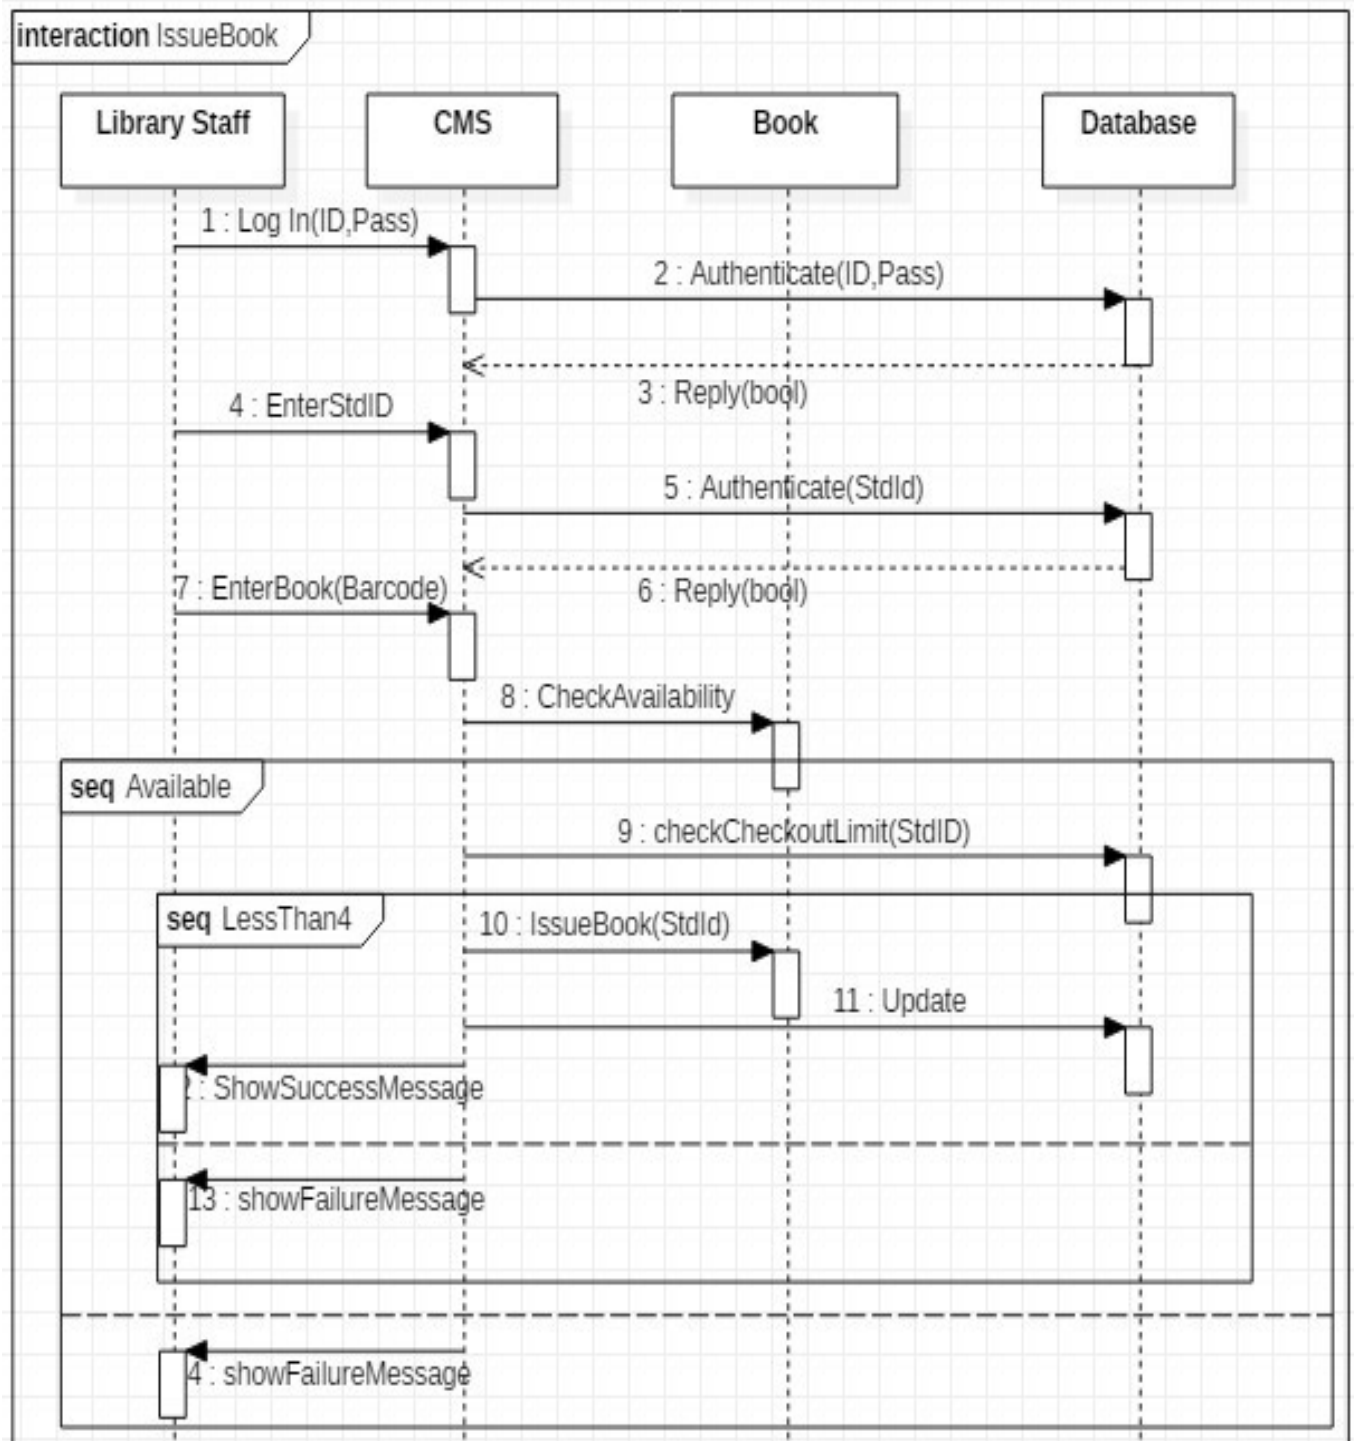 interaction IssueBook
Library Staff
CMS
Book
Database
1 : Log In(ID,Pass)
2 : Authenticate(ID,Pass)
3 : Reply(bool)
4 : EnterStdID
5 : Authenticate(StdId)
6 : Reply(bool)
7 : EnterBook(Barcode)
8 : CheckAvailability
seq Available
9 : checkCheckoutLimit(StdID)
seq LessThan4
10 : IssueBook(StdId)
11 : Update
2 : ShowSuccessMessage
13 : showFailureMessage
4 : showFailureMessage